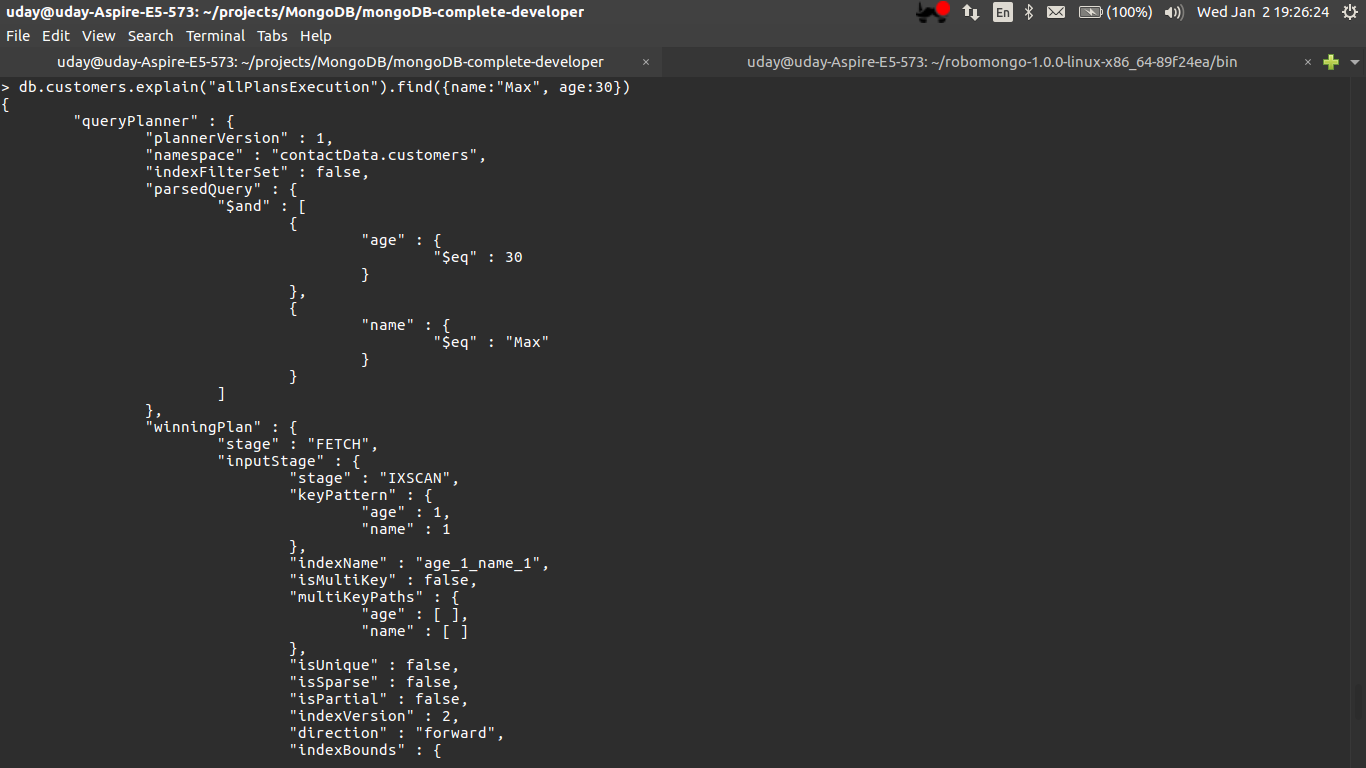 uday@uday-Aspire-E5-573: ~/projects/MongoDB/mongoDB-complete-developer
En
(100%)
Wed Jan 2 19:26:24
File Edit View Search Terminal Tabs Help
uday@uday-Aspire-E5-573: ~/projects/MongoDB/mongoDB-complete-developer ×
uday@uday-Aspire-E5-573: ~/robomongo-1.0.0-linux-x86_64-89f24ea/bin ×
> db.customers.explain("allPlansExecution").find({name:"Max", age:30})
{
"queryPlanner" : {
"plannerVersion" : 1,
"namespace" : "contactData.customers",
"indexFilterSet" : false,
"parsedQuery" : {
"$and" : [
{
"age" : {
"$eq" : 30
}
},
{
"name" : {
"$eq" : "Max"
}
}
]
},
"winningPlan" : {
"stage" : "FETCH",
"inputStage" : {
"stage" : "IXSCAN",
"keyPattern" : {
"age" : 1,
"name" : 1
},
"indexName" : "age_1_name_1",
"isMultiKey" : false,
"multiKeyPaths" : {
"age" : [ ],
"name" : [ ]
},
"isUnique" : false,
"isSparse" : false,
"isPartial" : false,
"indexVersion" : 2,
"direction" : "forward",
"indexBounds" : {